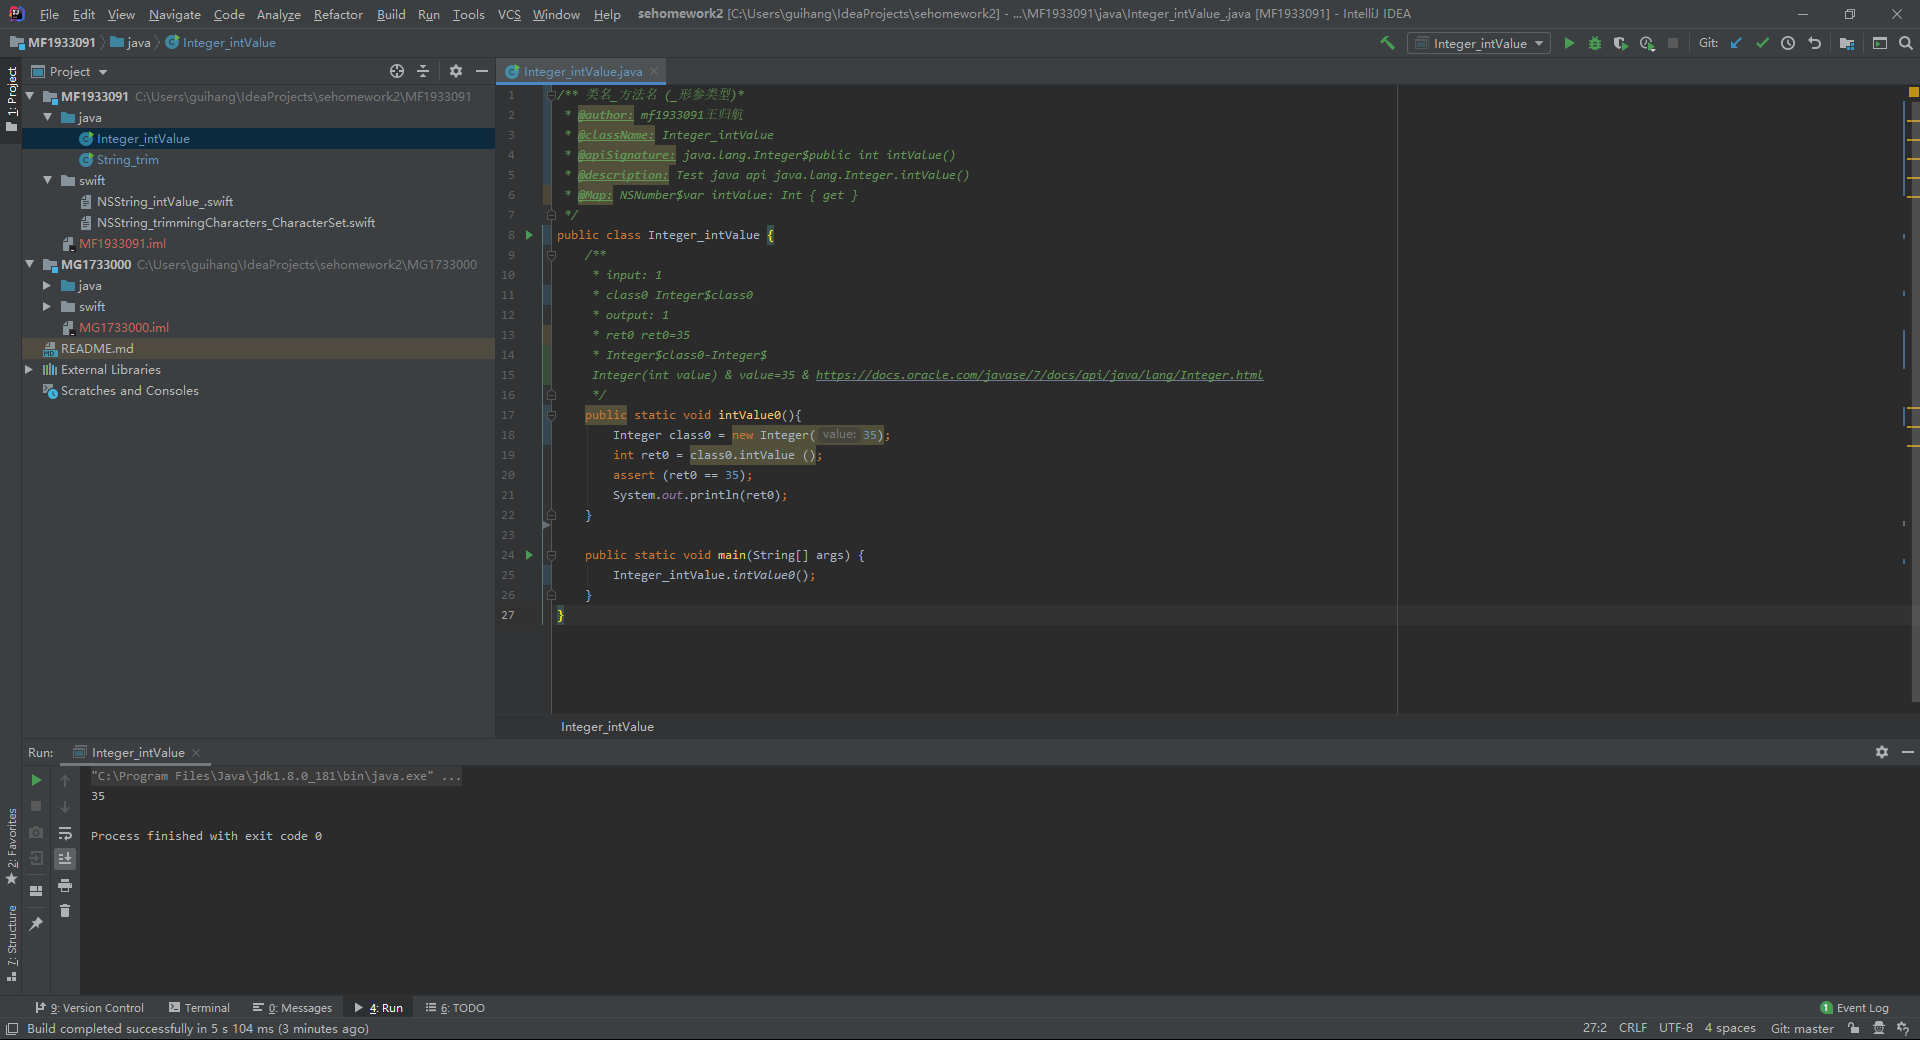 File Edit View Navigate Code Analyze Refactor Build Run Tools VCS Window Help sehomework2 [C:\Users\guihang\IdeaProjects\sehomework2] - ...\MF1933091\java\Integer_intValue_.java [MF1933091] - IntelliJ IDEA
MF1933091 java Integer_intValue
Integer_intValue Git:
1: Project
Project
Integer_intValue.java
MF1933091 C:\Users\guihang\IdeaProjects\sehomework2\MF1933091
java
Integer_intValue
String_trim
swift
NSString_intValue_.swift
NSString_trimmingCharacters_CharacterSet.swift
MF1933091.iml
MG1733000 C:\Users\guihang\IdeaProjects\sehomework2\MG1733000
java
swift
MG1733000.iml
README.md
External Libraries
Scratches and Consoles
1 /** 类名_方法名 (_形参类型)*
2 * @author: mf1933091王归航
3 * @className: Integer_intValue
4 * @apiSignature: java.lang.Integer$public int intValue()
5 * @description: Test java api java.lang.Integer.intValue()
6 * @Map: NSNumber$var intValue: Int { get }
7 */
8 public class Integer_intValue {
9 /**
10 * input: 1
11 * class0 Integer$class0
12 * output: 1
13 * ret0 ret0=35
14 * Integer$class0-Integer$
15 Integer(int value) & value=35 & https://docs.oracle.com/javase/7/docs/api/java/lang/Integer.html
16 */
17 public static void intValue0(){
18 Integer class0 = new Integer( value: 35);
19 int ret0 = class0.intValue ();
20 assert (ret0 == 35);
21 System.out.println(ret0);
22 }
23
24 public static void main(String[] args) {
25 Integer_intValue.intValue0();
26 }
27 }
Integer_intValue
Run: Integer_intValue
"C:\Program Files\Java\jdk1.8.0_181\bin\java.exe" ...
35
Process finished with exit code 0
2: Favorites
7: Structure
9: Version Control Terminal 0: Messages 4: Run 6: TODO 1 Event Log
Build completed successfully in 5 s 104 ms (3 minutes ago) 27:2 CRLF UTF-8 4 spaces Git: master